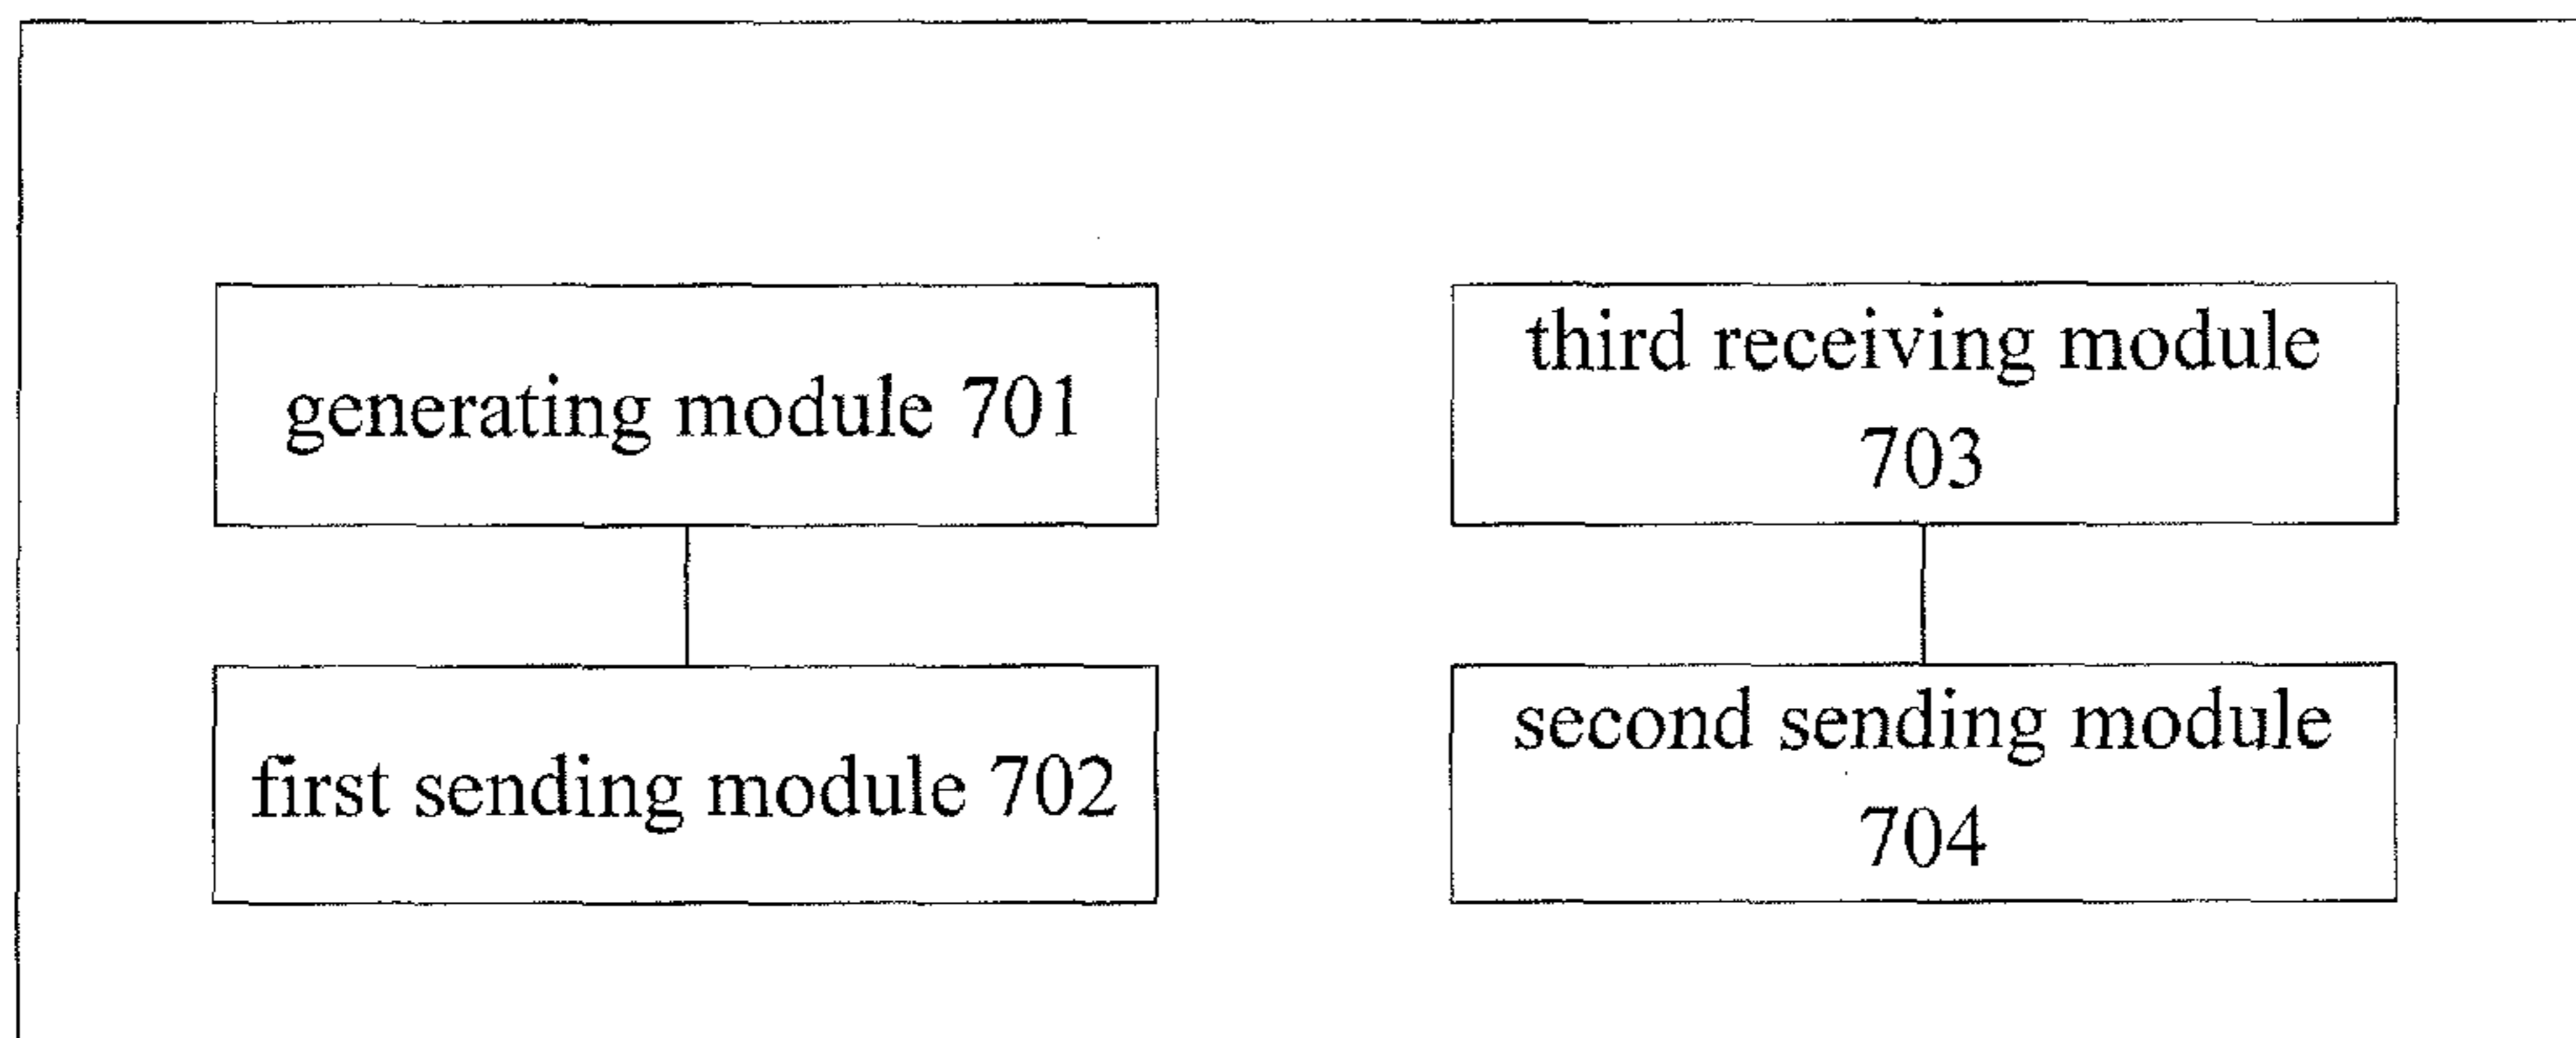 generating module 701
first sending module 702
third receiving module
703
second sending module
704